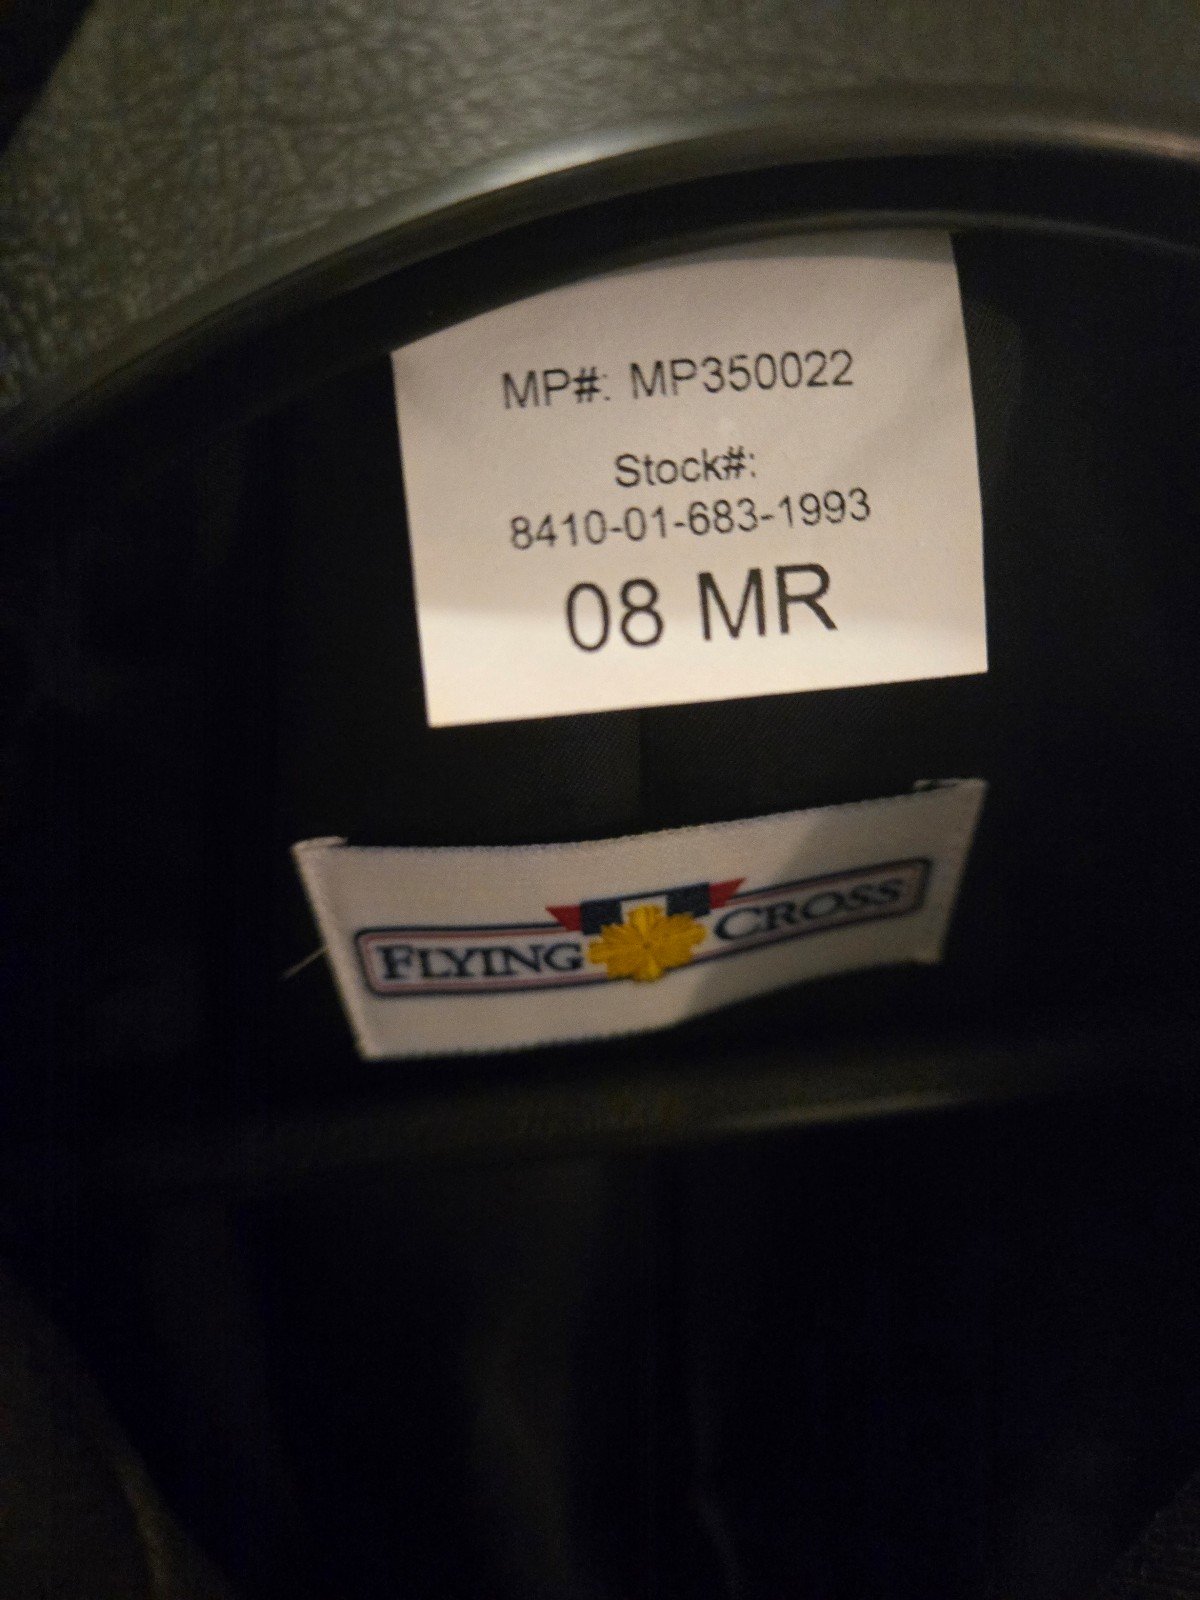 MP#: MP350022
Stock#:
8410-01-683-1993
08 MR
FLYING CROSS